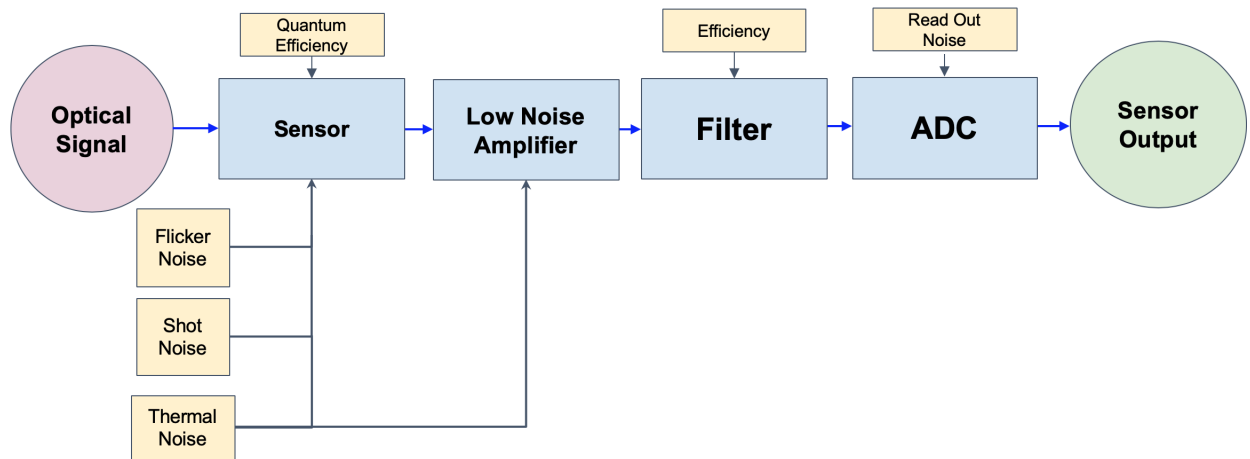 Quantum
Efficiency
Efficiency
Read Out
Noise
Optical
Signal
Sensor
Low Noise
Amplifier
Filter
ADC
Sensor
Output
Flicker
Noise
Shot
Noise
Thermal
Noise